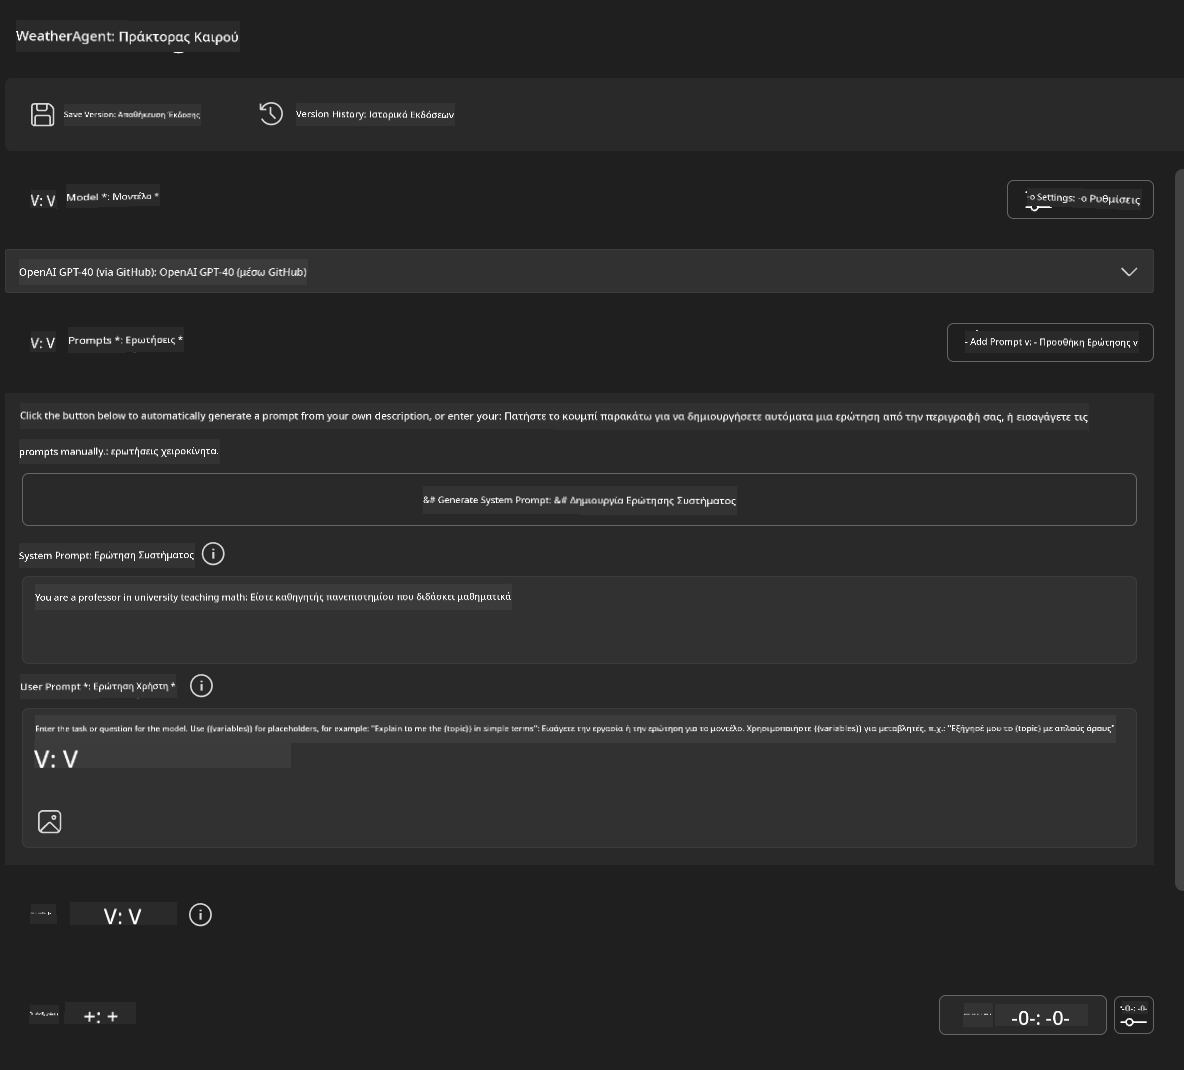 WeatherAgent: Πράκτορας Καιρού
Save Version: Αποθήκευση Έκδοσης
Version History: Ιστορικό Εκδόσεων
V: V Model *: Μοντέλο *
-o Settings: -o Ρυθμίσεις
OpenAI GPT-40 (via GitHub): OpenAI GPT-40 (μέσω GitHub)
V: V Prompts *: Ερωτήσεις *
- Add Prompt v: - Προσθήκη Ερώτησης v
Click the button below to automatically generate a prompt from your own description, or enter your: Πατήστε το κουμπί παρακάτω για να δημιουργήσετε αυτόματα μια ερώτηση από την περιγραφή σας, ή εισαγάγετε τις
prompts manually.: ερωτήσεις χειροκίνητα.
&# Generate System Prompt: &# Δημιουργία Ερώτησης Συστήματος
System Prompt: Ερώτηση Συστήματος
You are a professor in university teaching math: Είστε καθηγητής πανεπιστημίου που διδάσκει μαθηματικά
User Prompt *: Ερώτηση Χρήστη *
Enter the task or question for the model. Use {{variables}} for placeholders, for example: "Explain to me the {topic}} in simple terms": Εισάγετε την εργασία ή την ερώτηση για το μοντέλο. Χρησιμοποιήστε {{variables}} για μεταβλητές, π.χ.: "Εξήγησέ μου το {topic} με απλούς όρους"
V: V
V: V
+: +
-0-: -0-
-0-: -0-